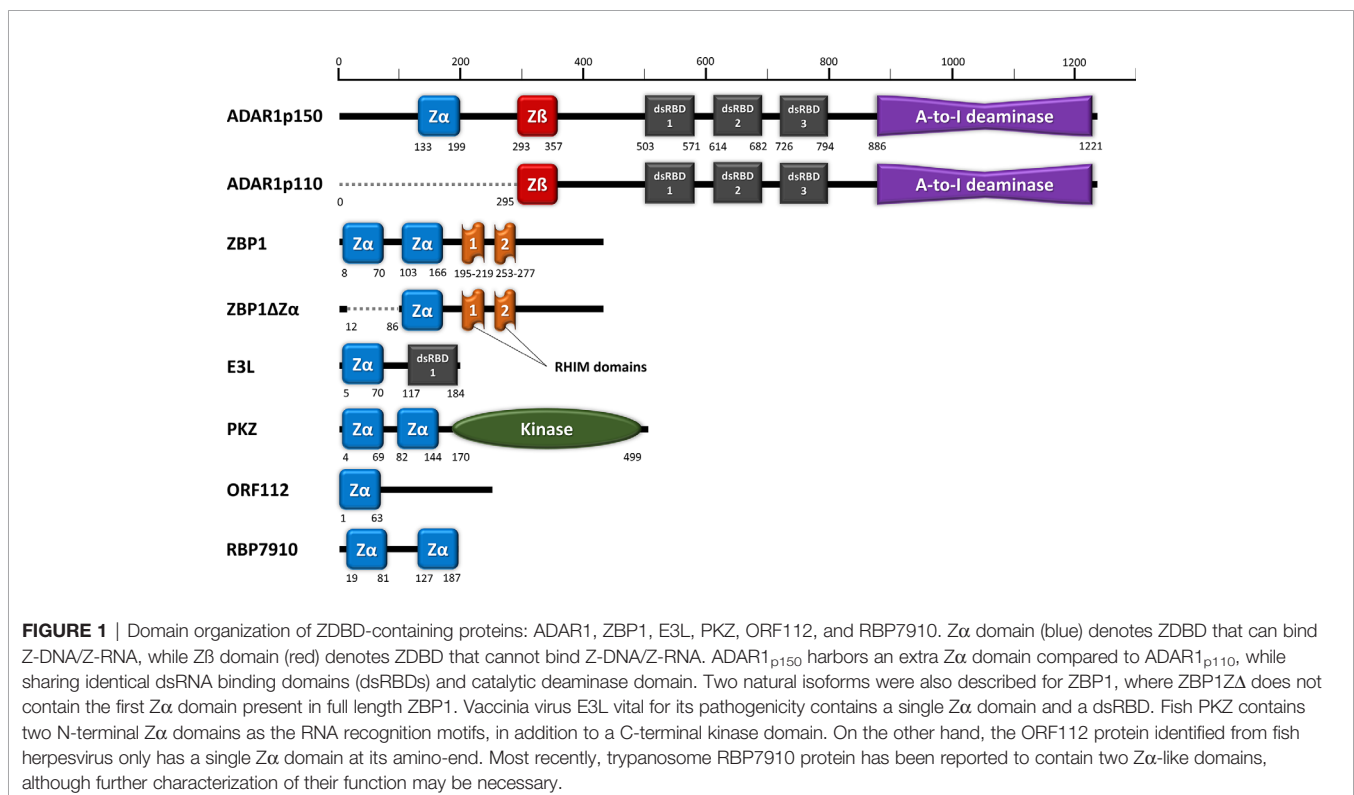 0 200 400 600 800 1000 1200
ADAR1p150 Zα Zß dsRBD 1 dsRBD 2 dsRBD 3 A-to-I deaminase
133 199 293 357 503 571 614 682 726 794 886 1221
ADAR1p110 Zß dsRBD 1 dsRBD 2 dsRBD 3 A-to-I deaminase
0 295
ZBP1 Zα Zα 1 2
8 70 103 166 195-219 253-277
ZBP1ΔZα Zα 1 2
12 86
RHIM domains
E3L Zα dsRBD 1
5 70 117 184
PKZ Zα Zα Kinase
4 69 82 144 170 499
ORF112 Zα
1 63
RBP7910 Zα Zα
19 81 127 187
FIGURE 1 | Domain organization of ZDBD-containing proteins: ADAR1, ZBP1, E3L, PKZ, ORF112, and RBP7910. Zα domain (blue) denotes ZDBD that can bind
Z-DNA/Z-RNA, while Zß domain (red) denotes ZDBD that cannot bind Z-DNA/Z-RNA. ADAR1p150 harbors an extra Zα domain compared to ADAR1p110, while
sharing identical dsRNA binding domains (dsRBDs) and catalytic deaminase domain. Two natural isoforms were also described for ZBP1, where ZBP1ZΔ does not
contain the first Zα domain present in full length ZBP1. Vaccinia virus E3L vital for its pathogenicity contains a single Zα domain and a dsRBD. Fish PKZ contains
two N-terminal Zα domains as the RNA recognition motifs, in addition to a C-terminal kinase domain. On the other hand, the ORF112 protein identified from fish
herpesvirus only has a single Zα domain at its amino-end. Most recently, trypanosome RBP7910 protein has been reported to contain two Zα-like domains,
although further characterization of their function may be necessary.